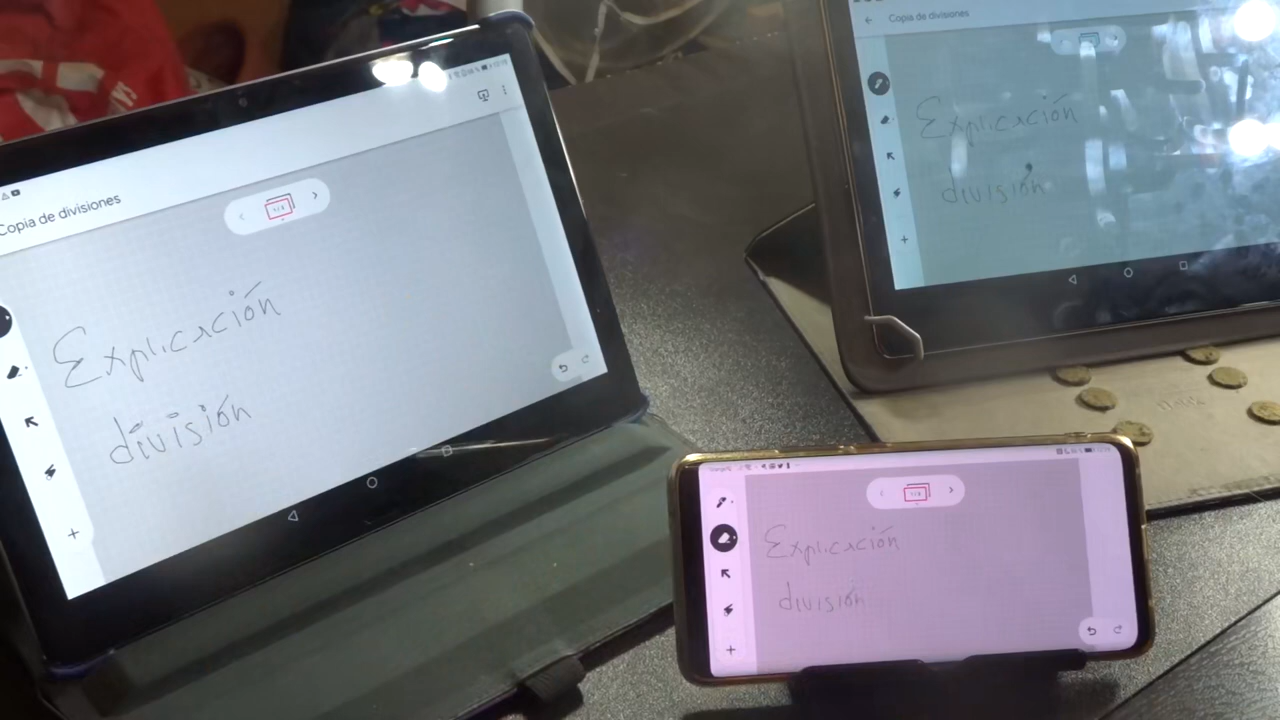 Copia de divisiones
Explicación
división
Copia de divisiones
Explicación
división
Explicación
división